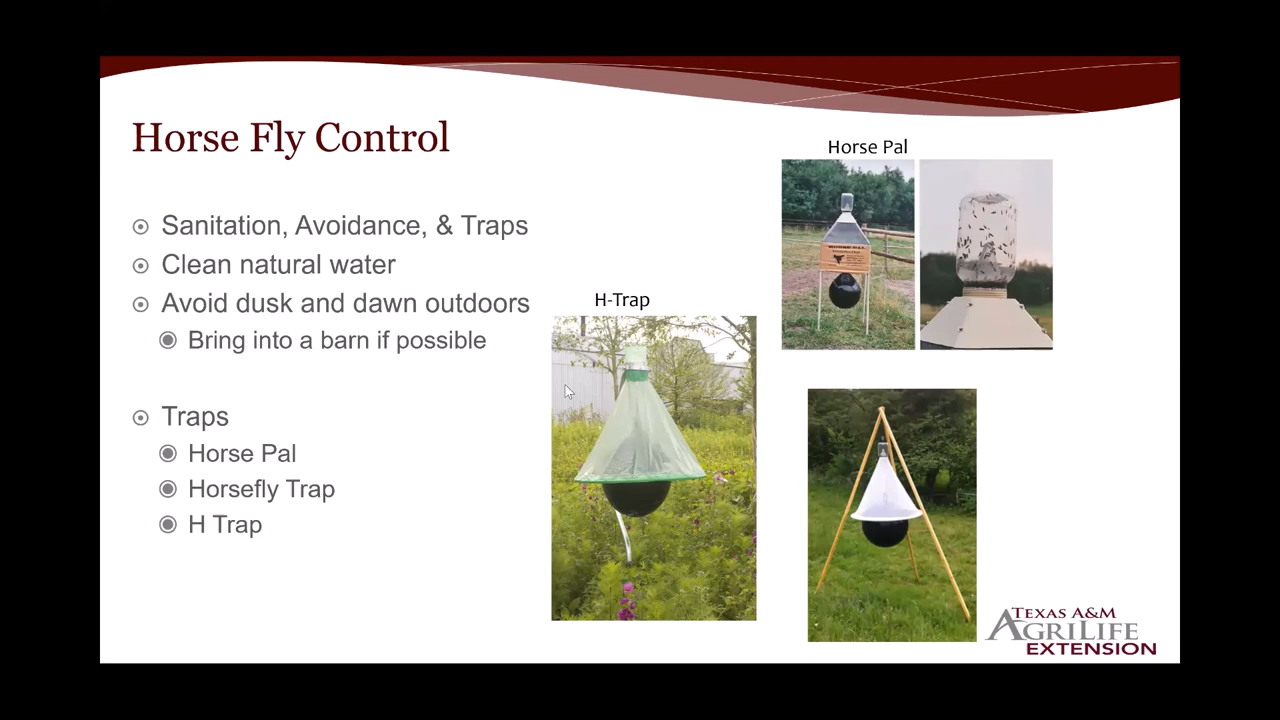 Horse Fly Control
Sanitation, Avoidance, & Traps
Clean natural water
Avoid dusk and dawn outdoors
Bring into a barn if possible
Traps
Horse Pal
Horsefly Trap
H Trap
H-Trap
Horse Pal
TEXAS A&M
AGRILIFE
EXTENSION